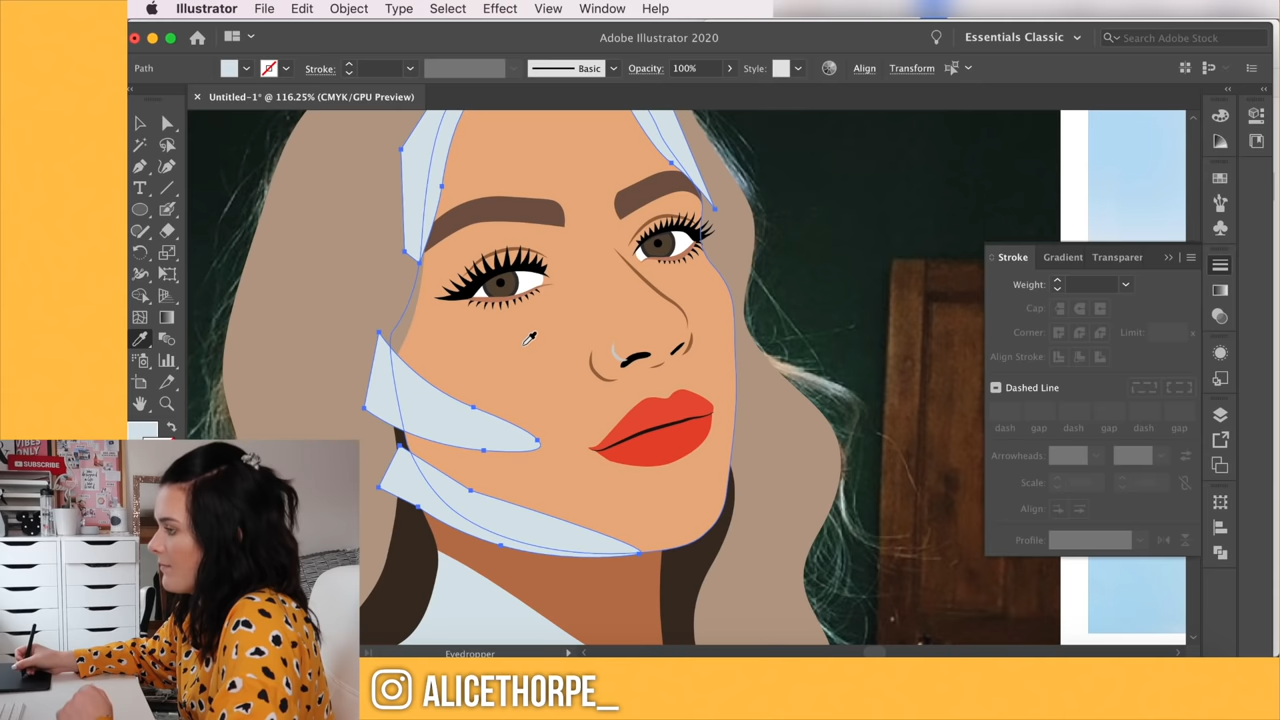 Illustrator File Edit Object Type Select Effect View Window Help
Adobe Illustrator 2020
Essentials Classic
Search Adobe Stock
Path
Stroke:
Basic
Opacity: 100%
Style:
Align
Transform
× Untitled-1* @ 116.25% (CMYK/GPU Preview)
Stroke Gradient Transparer
Weight:
Cap:
Corner:
Limit:
x
Align Stroke:
Dashed Line
dash gap dash gap dash gap
Arrowheads:
Scale:
Align:
Profile:
Eyedropper
VIBES ONLY
SUBSCRIBE
ALICETHORPE_